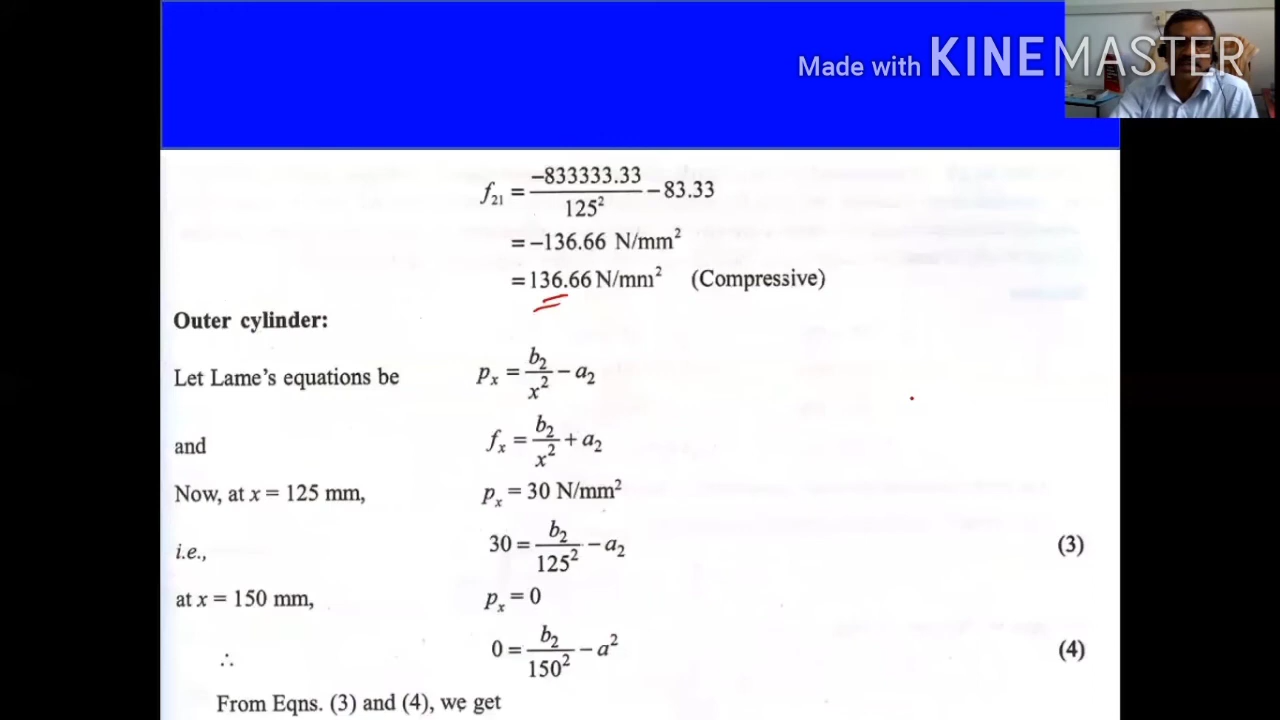 Made with KINEMASTER
f₂₁ = −833333.33 / 125² − 83.33
= −136.66 N/mm²
= 136.66 N/mm² (Compressive)
Outer cylinder:
Let Lame's equations be pₓ = b₂/x² − a₂
and fₓ = b₂/x² + a₂
Now, at x = 125 mm, pₓ = 30 N/mm²
i.e., 30 = b₂/125² − a₂ (3)
at x = 150 mm, pₓ = 0
∴ 0 = b₂/150² − a² (4)
From Eqns. (3) and (4), we get